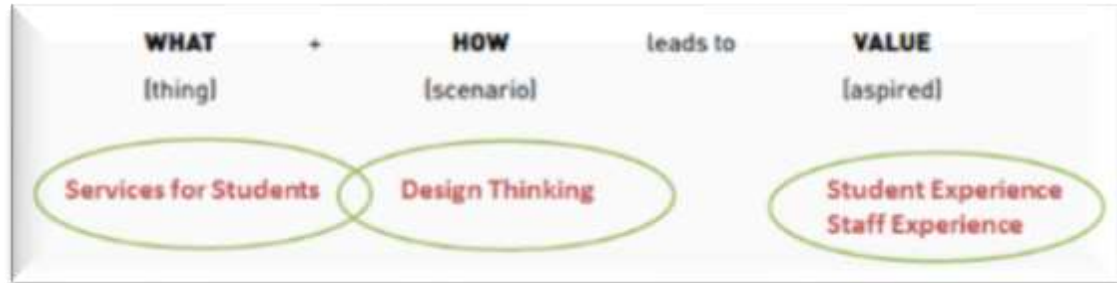 WHAT + HOW leads to VALUE
[thing] [scenario] [aspired]
Services for Students Design Thinking Student Experience
Staff Experience